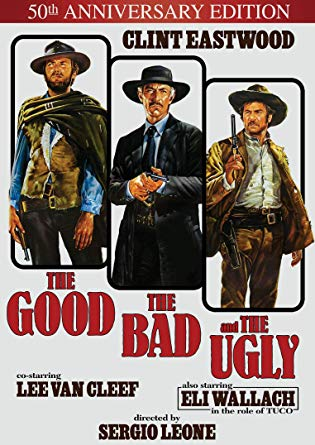 50th ANNIVERSARY EDITION
CLINT EASTWOOD
THE
GOOD
THE
BAD
and THE
UGLY
co-starring
LEE VAN CLEEF
also starring
ELI WALLACH
in the role of TUCO
directed by
SERGIO LEONE